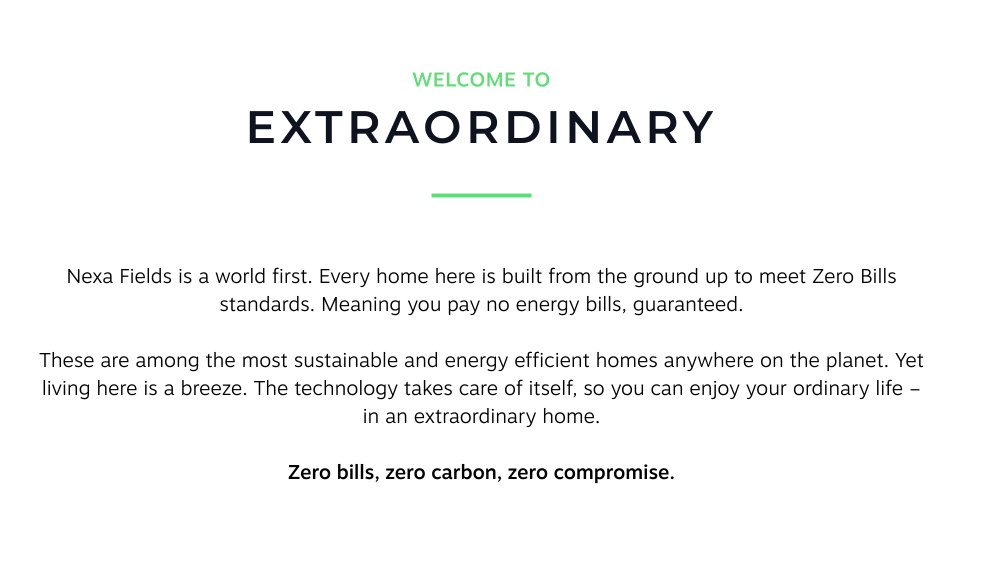 WELCOME TO
EXTRAORDINARY
Nexa Fields is a world first. Every home here is built from the ground up to meet Zero Bills
standards. Meaning you pay no energy bills, guaranteed.
These are among the most sustainable and energy efficient homes anywhere on the planet. Yet
living here is a breeze. The technology takes care of itself, so you can enjoy your ordinary life –
in an extraordinary home.
Zero bills, zero carbon, zero compromise.